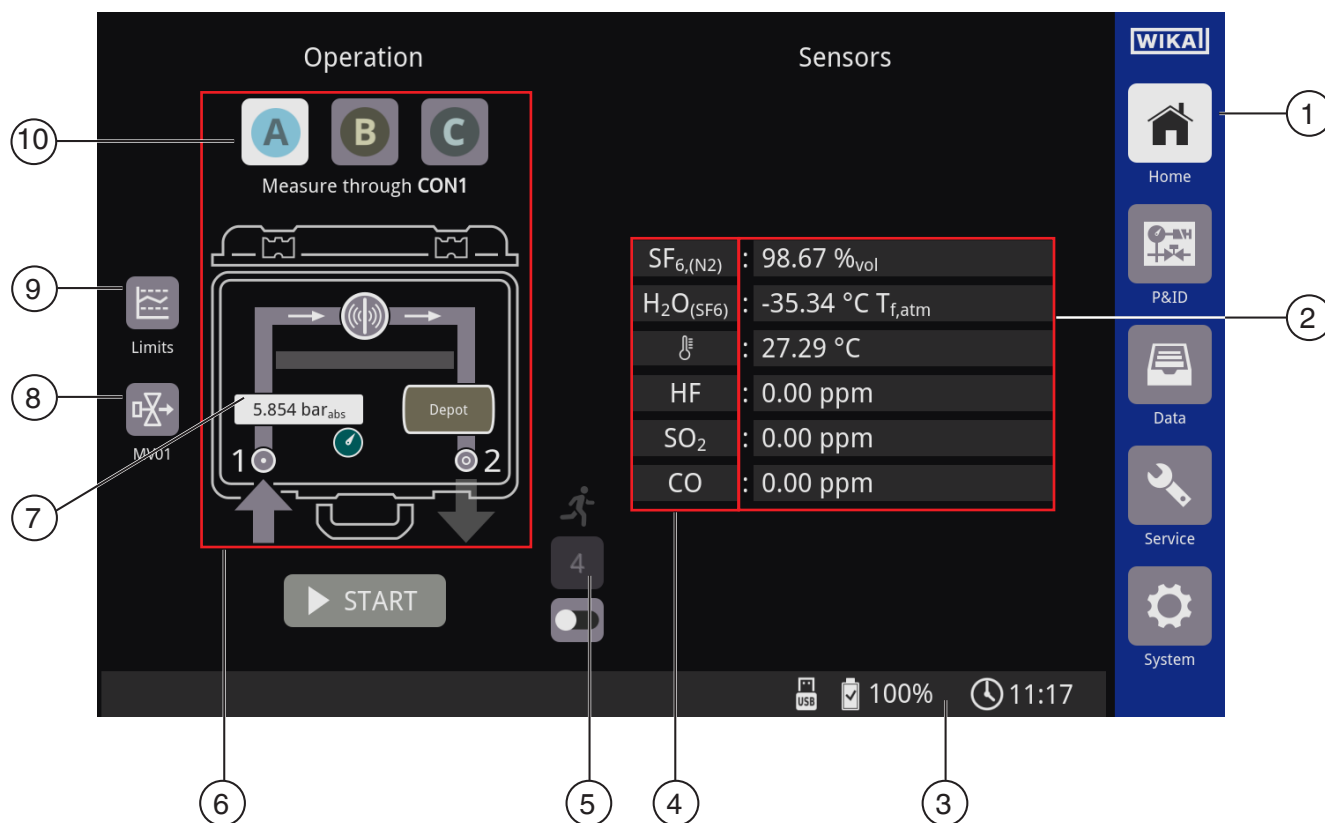 Operation
Sensors
WIKA
A B C
Measure through CON1
Home
P&ID
Data
Service
System
Limits
MV01
5.854 bar abs
Depot
1
2
SF6,(N2) : 98.67 %vol
H2O(SF6) : -35.34 °C Tf,atm
: 27.29 °C
HF : 0.00 ppm
SO2 : 0.00 ppm
CO : 0.00 ppm
4
START
USB
100%
11:17
1
2
3
4
5
6
7
8
9
10